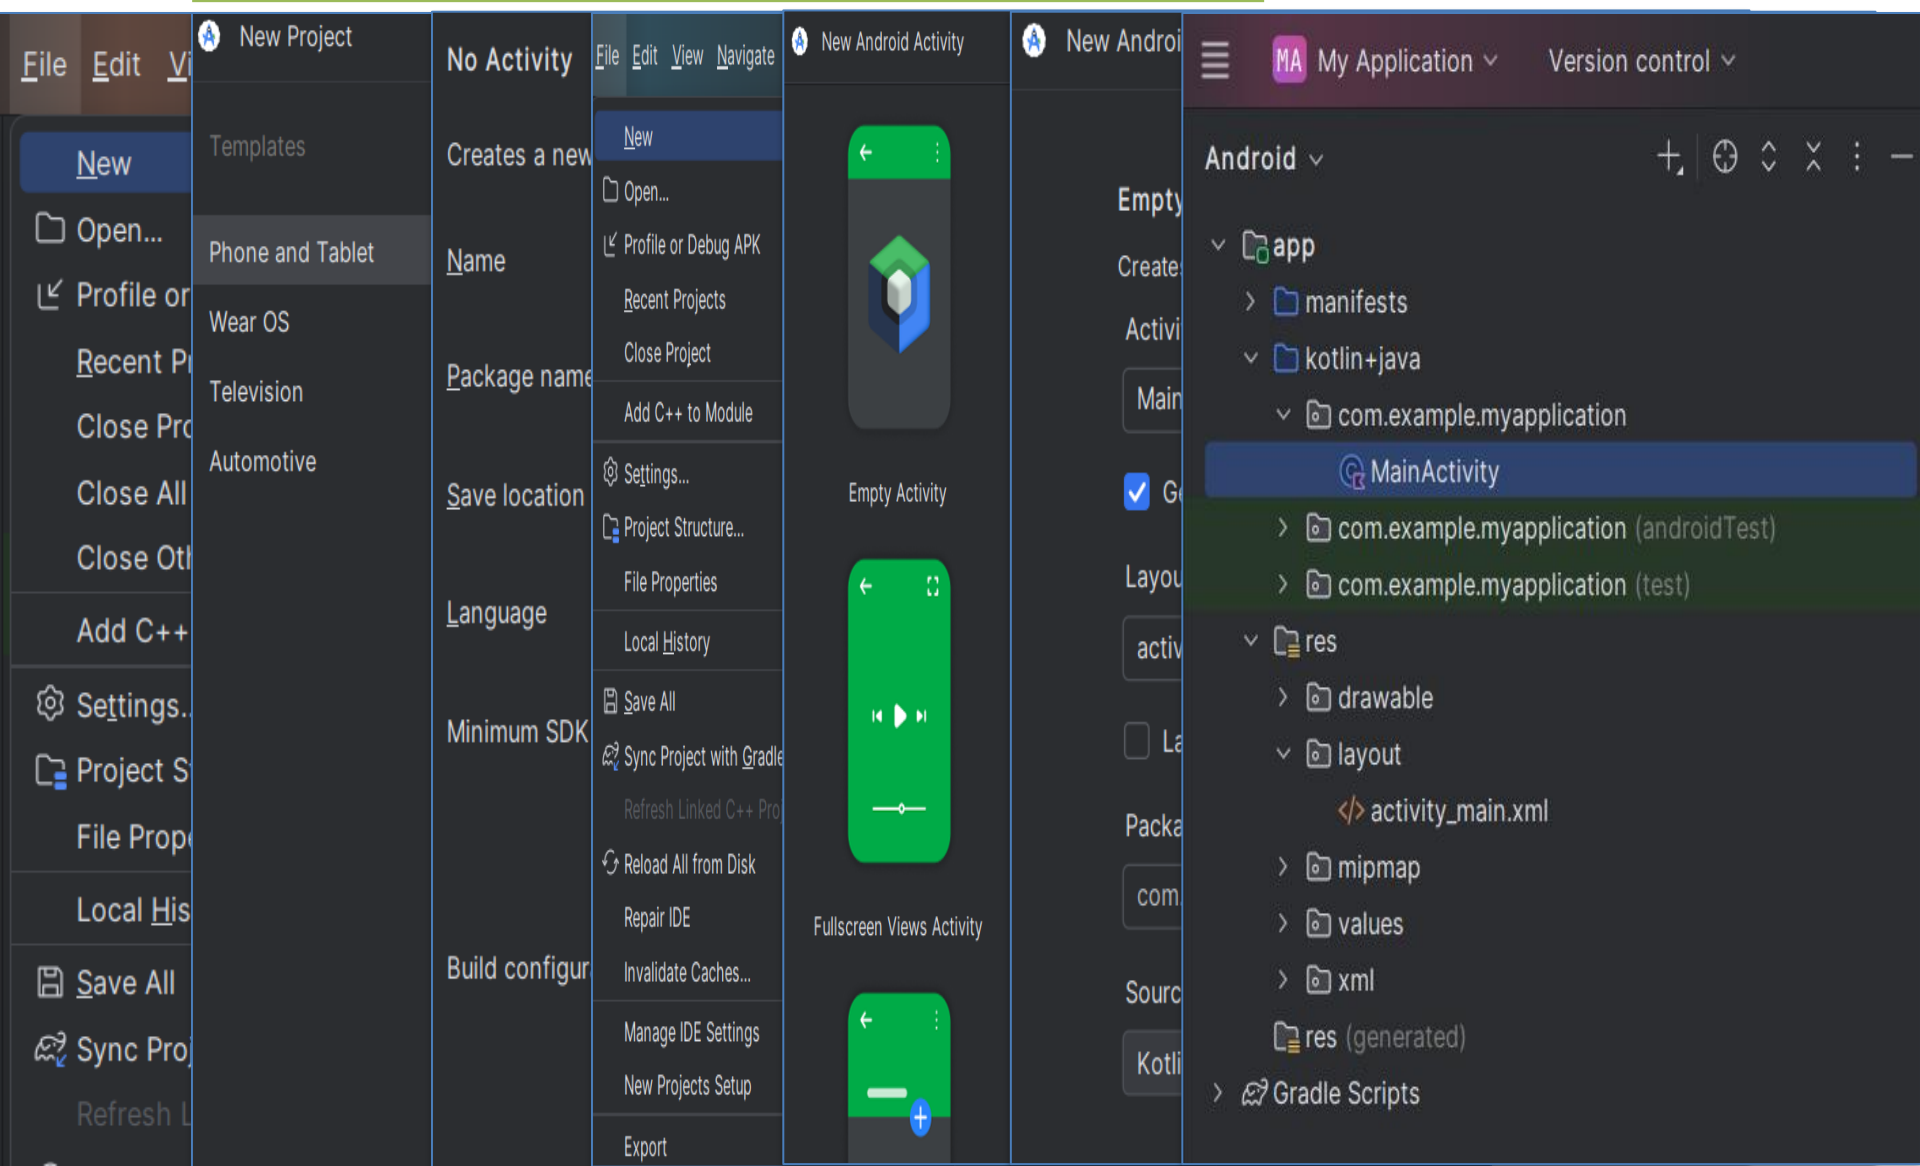 File Edit Vi
New
Open...
Profile or
Recent Pr
Close Pro
Close All
Close Oth
Add C++
Settings..
Project S
File Prope
Local His
Save All
Sync Proj
Refresh L
New Project
Templates
Phone and Tablet
Wear OS
Television
Automotive
No Activity
Creates a new
Name
Package name
Save location
Language
Minimum SDK
Build configur
File Edit View Navigate
New
Open...
Profile or Debug APK
Recent Projects
Close Project
Add C++ to Module
Settings...
Project Structure...
File Properties
Local History
Save All
Sync Project with Gradle
Refresh Linked C++ Proj
Reload All from Disk
Repair IDE
Invalidate Caches...
Manage IDE Settings
New Projects Setup
Export
New Android Activity
Empty Activity
Fullscreen Views Activity
New Androi
Empty
Creates
Activi
Main
Ge
Layou
activ
La
Packa
com.
Sourc
Kotli
MA My Application Version control
Android
app
manifests
kotlin+java
com.example.myapplication
MainActivity
com.example.myapplication (androidTest)
com.example.myapplication (test)
res
drawable
layout
activity_main.xml
mipmap
values
xml
res (generated)
Gradle Scripts